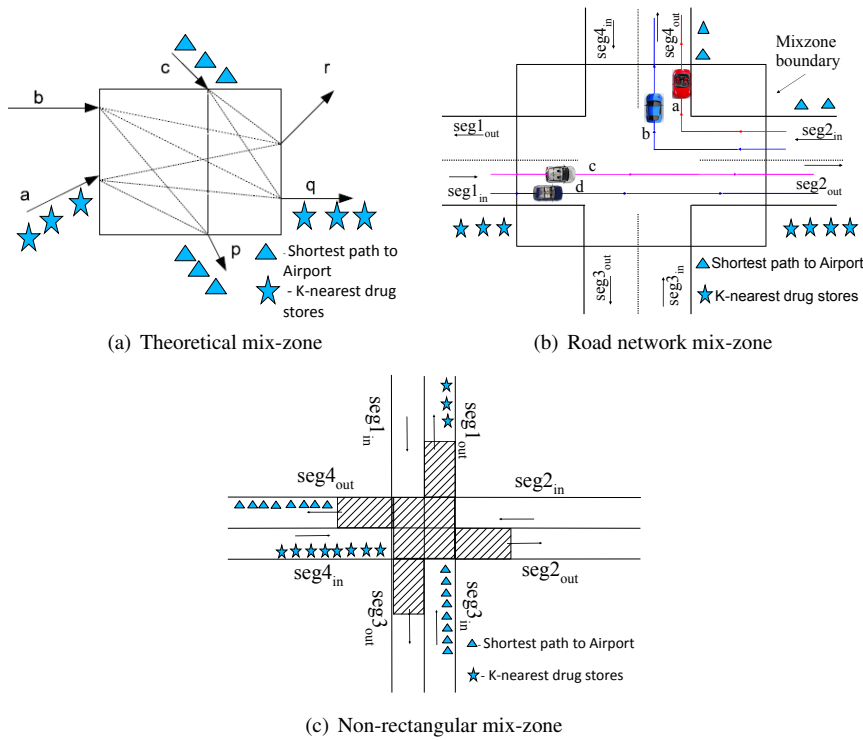 c
r
b
a
q
p
- Shortest path to
Airport
- K-nearest drug
stores
(a) Theoretical mix-zone
seg4in
seg4out
Mixzone
boundary
a
b
seg1out
seg2in
c
d
seg1in
seg2out
seg3out
seg3in
Shortest path to Airport
K-nearest drug stores
(b) Road network mix-zone
seg1in
seg1out
seg4out
seg2in
seg4in
seg2out
seg3out
seg3in
- Shortest path to Airport
- K-nearest drug stores
(c) Non-rectangular mix-zone